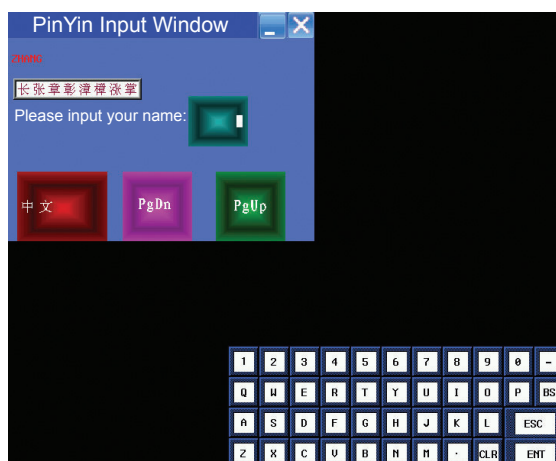 PinYin Input Window
ZHANG
长张章彰漳樟涨掌
Please input your name:
中文 PgDn PgUp
1 2 3 4 5 6 7 8 9 0 -
Q W E R T Y U I O P BS
A S D F G H J K L ESC
Z X C V B N M . CLR ENT